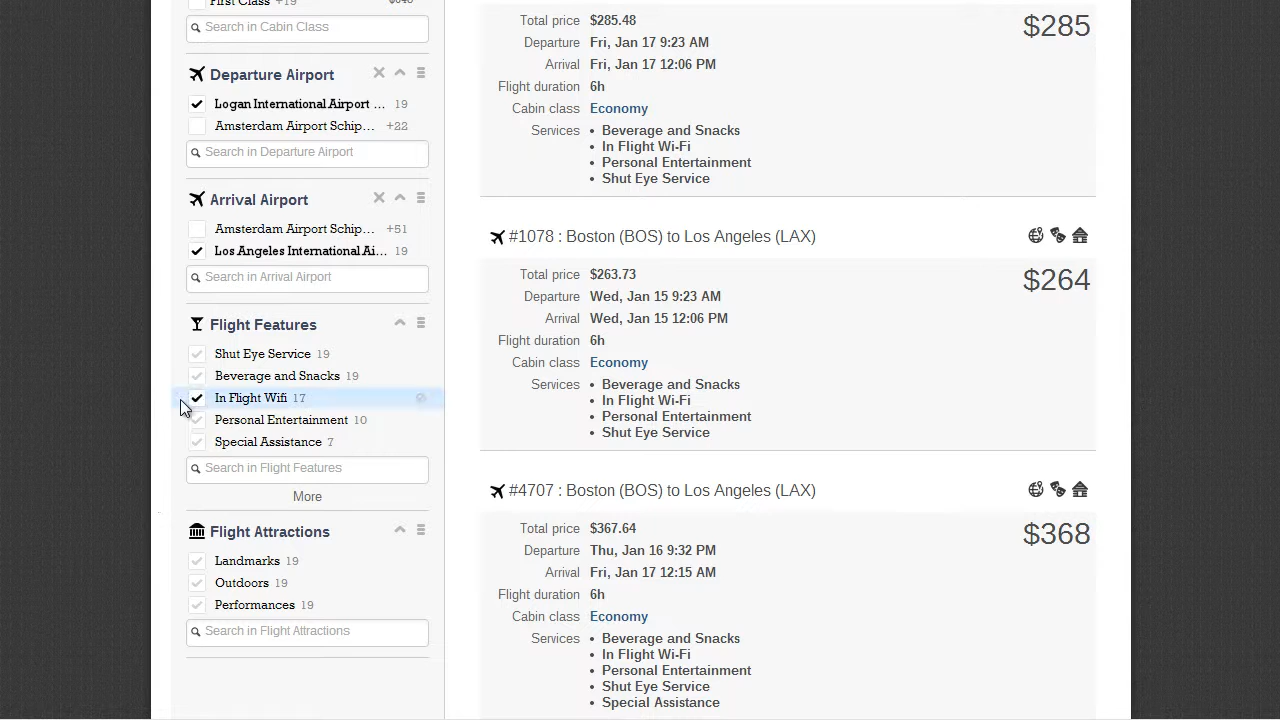 First Class +19 $648
Search in Cabin Class
Departure Airport
Logan International Airport ... 19
Amsterdam Airport Schip... +22
Search in Departure Airport
Arrival Airport
Amsterdam Airport Schip... +51
Los Angeles International Ai... 19
Search in Arrival Airport
Flight Features
Shut Eye Service 19
Beverage and Snacks 19
In Flight Wifi 17
Personal Entertainment 10
Special Assistance 7
Search in Flight Features
More
Flight Attractions
Landmarks 19
Outdoors 19
Performances 19
Search in Flight Attractions
Total price $285.48
$285
Departure Fri, Jan 17 9:23 AM
Arrival Fri, Jan 17 12:06 PM
Flight duration 6h
Cabin class Economy
Services • Beverage and Snacks
• In Flight Wi-Fi
• Personal Entertainment
• Shut Eye Service
#1078 : Boston (BOS) to Los Angeles (LAX)
Total price $263.73
$264
Departure Wed, Jan 15 9:23 AM
Arrival Wed, Jan 15 12:06 PM
Flight duration 6h
Cabin class Economy
Services • Beverage and Snacks
• In Flight Wi-Fi
• Personal Entertainment
• Shut Eye Service
#4707 : Boston (BOS) to Los Angeles (LAX)
Total price $367.64
$368
Departure Thu, Jan 16 9:32 PM
Arrival Fri, Jan 17 12:15 AM
Flight duration 6h
Cabin class Economy
Services • Beverage and Snacks
• In Flight Wi-Fi
• Personal Entertainment
• Shut Eye Service
• Special Assistance